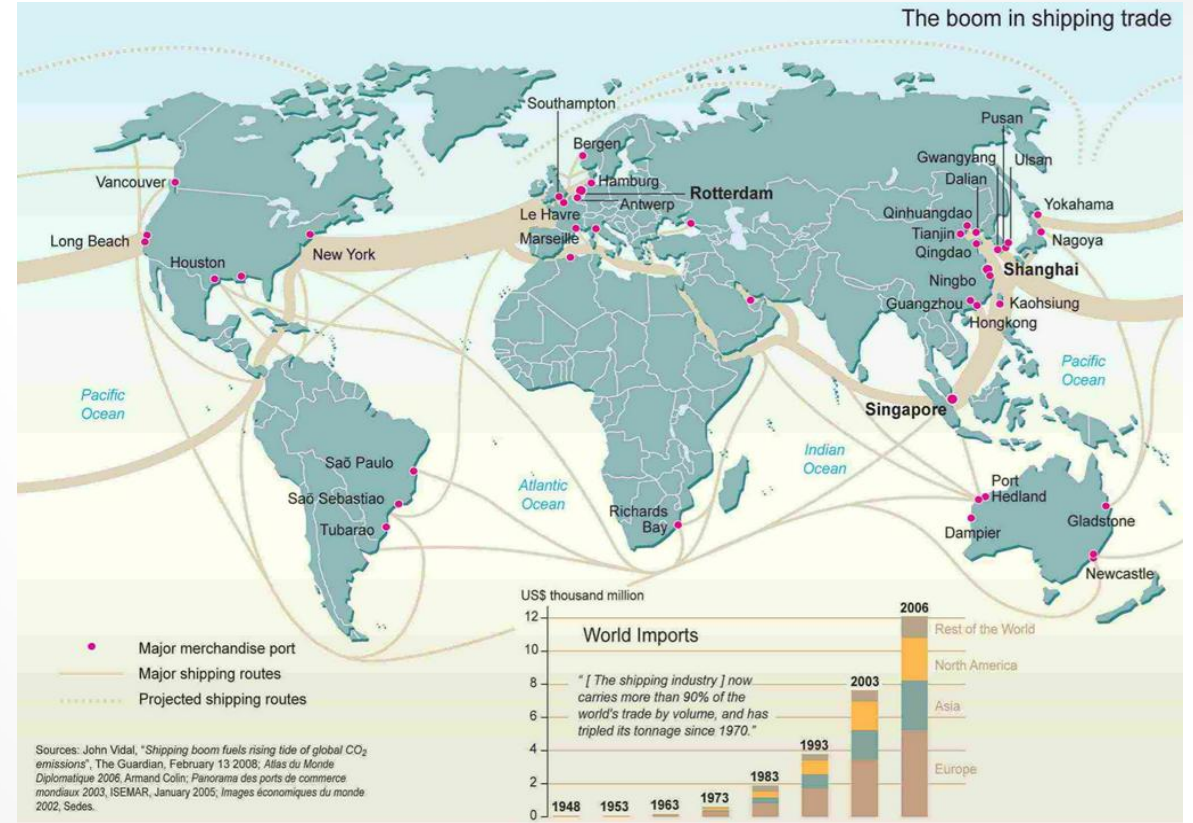 The boom in shipping trade
Southampton
Pusan
Bergen
Gwangyang
Ulsan
Dalian
Vancouver
Hamburg
Rotterdam
Antwerp
Le Havre
Qinhuangdao
Yokahama
Long Beach
New York
Marseille
Tianjin
Nagoya
Qingdao
Houston
Shanghai
Ningbo
Guangzhou
Kaohsiung
Hongkong
Pacific
Ocean
Pacific
Ocean
Singapore
Indian
Ocean
Saõ Paulo
Atlantic
Ocean
Port
Hedland
Saõ Sebastiao
Richards
Bay
Gladstone
Tubarao
Dampier
Newcastle
US$ thousand million
2006
12
World Imports
Rest of the World
Major merchandise port
10
North America
Major shipping routes
2003
Projected shipping routes
" [ The shipping industry ] now
carries more than 90% of the
world's trade by volume, and has
tripled its tonnage since 1970."
8
Asia
6
1993
4
Europe
1983
2
1948 1953 1963 1973
0
Sources: John Vidal, "Shipping boom fuels rising tide of global CO₂
emissions", The Guardian, February 13 2008; Atlas du Monde
Diplomatique 2006, Armand Colin; Panorama des ports de commerce
mondiaux 2003, ISEMAR, January 2005; Images économiques du monde
2002, Sedes.